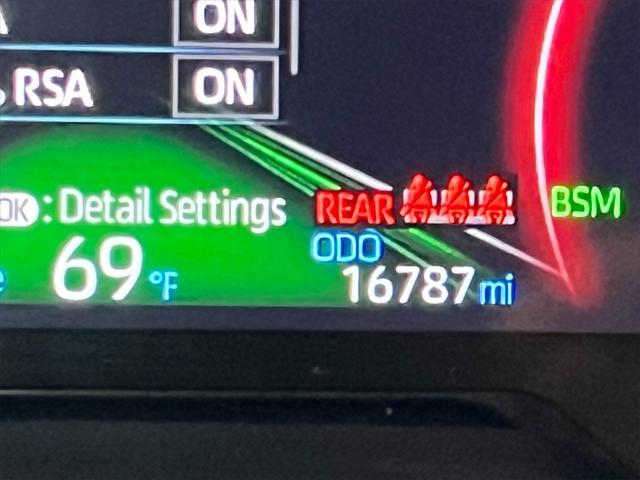 ON
RSA ON
OK : Detail Settings
REAR
BSM
ODO
69 °F
16787 mi